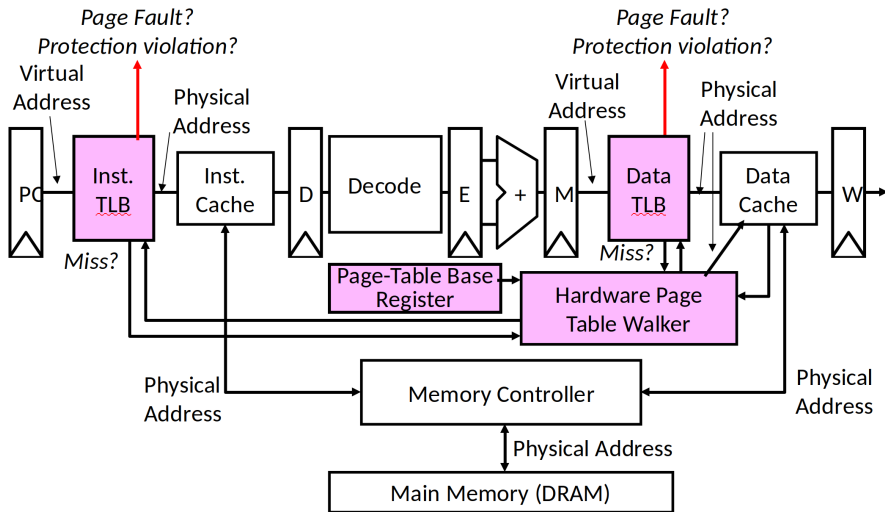 Page Fault?
Protection violation?
Page Fault?
Protection violation?
Virtual
Address
Physical
Address
Virtual
Address
Physical
Address
PC
Inst.
TLB
Inst.
Cache
D
Decode
E
+
M
Data
TLB
Data
Cache
W
Miss?
Miss?
Page-Table Base
Register
Hardware Page
Table Walker
Physical
Address
Memory Controller
Physical
Address
Physical Address
Main Memory (DRAM)